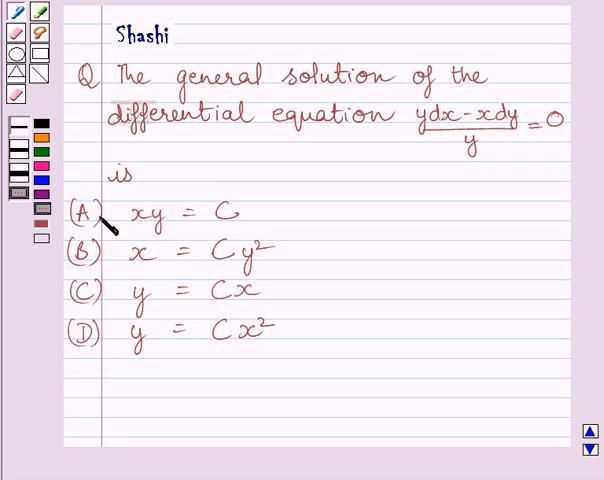 Shashi
Q The general solution of the
differential equation ydx - xdy / y = 0
is
(A) xy = C
(B) x = Cy²
(C) y = Cx
(D) y = Cx²